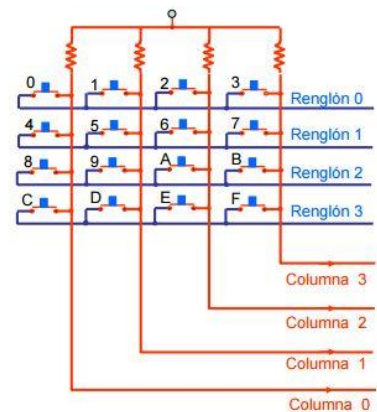 0 1 2 3
Renglón 0
4 5 6 7
Renglón 1
8 9 A B
Renglón 2
C D E F
Renglón 3
Columna 3
Columna 2
Columna 1
Columna 0